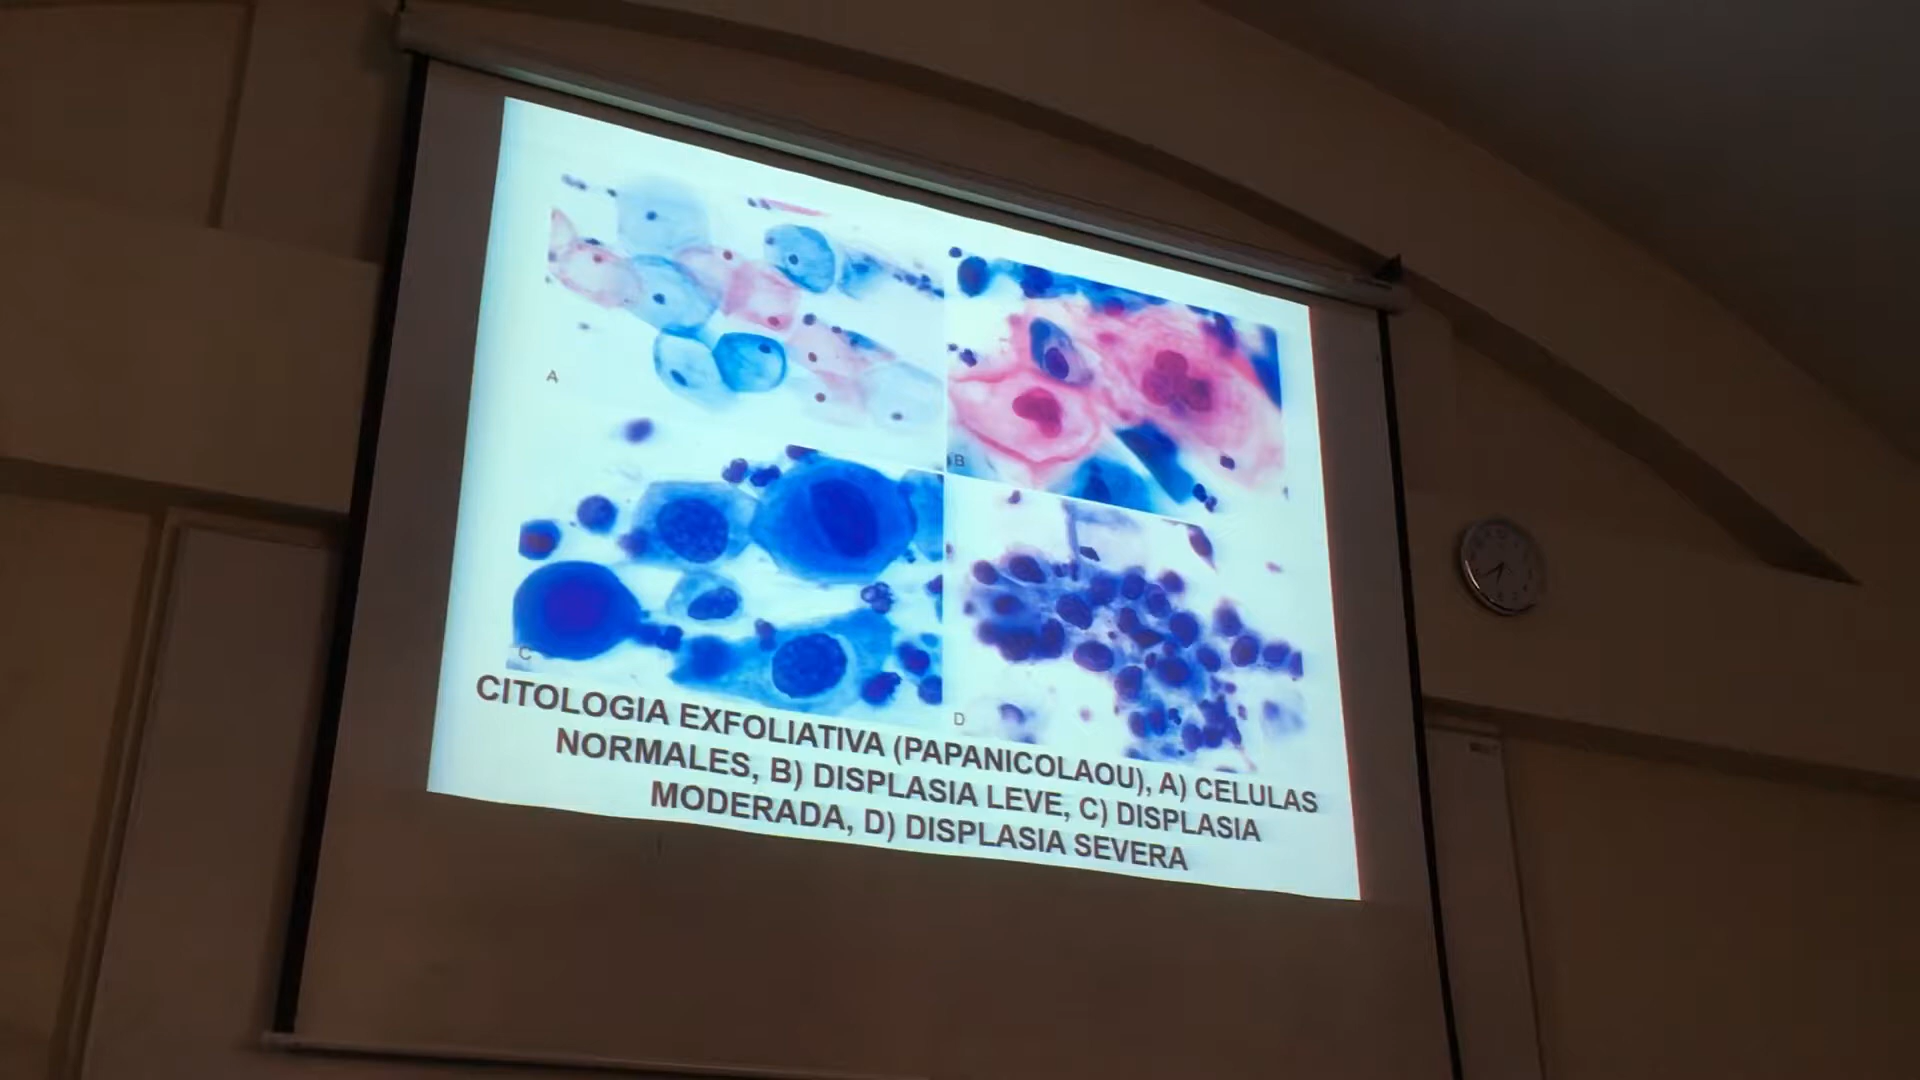 A
B
C
D
CITOLOGIA EXFOLIATIVA (PAPANICOLAOU), A) CELULAS
NORMALES, B) DISPLASIA LEVE, C) DISPLASIA
MODERADA, D) DISPLASIA SEVERA